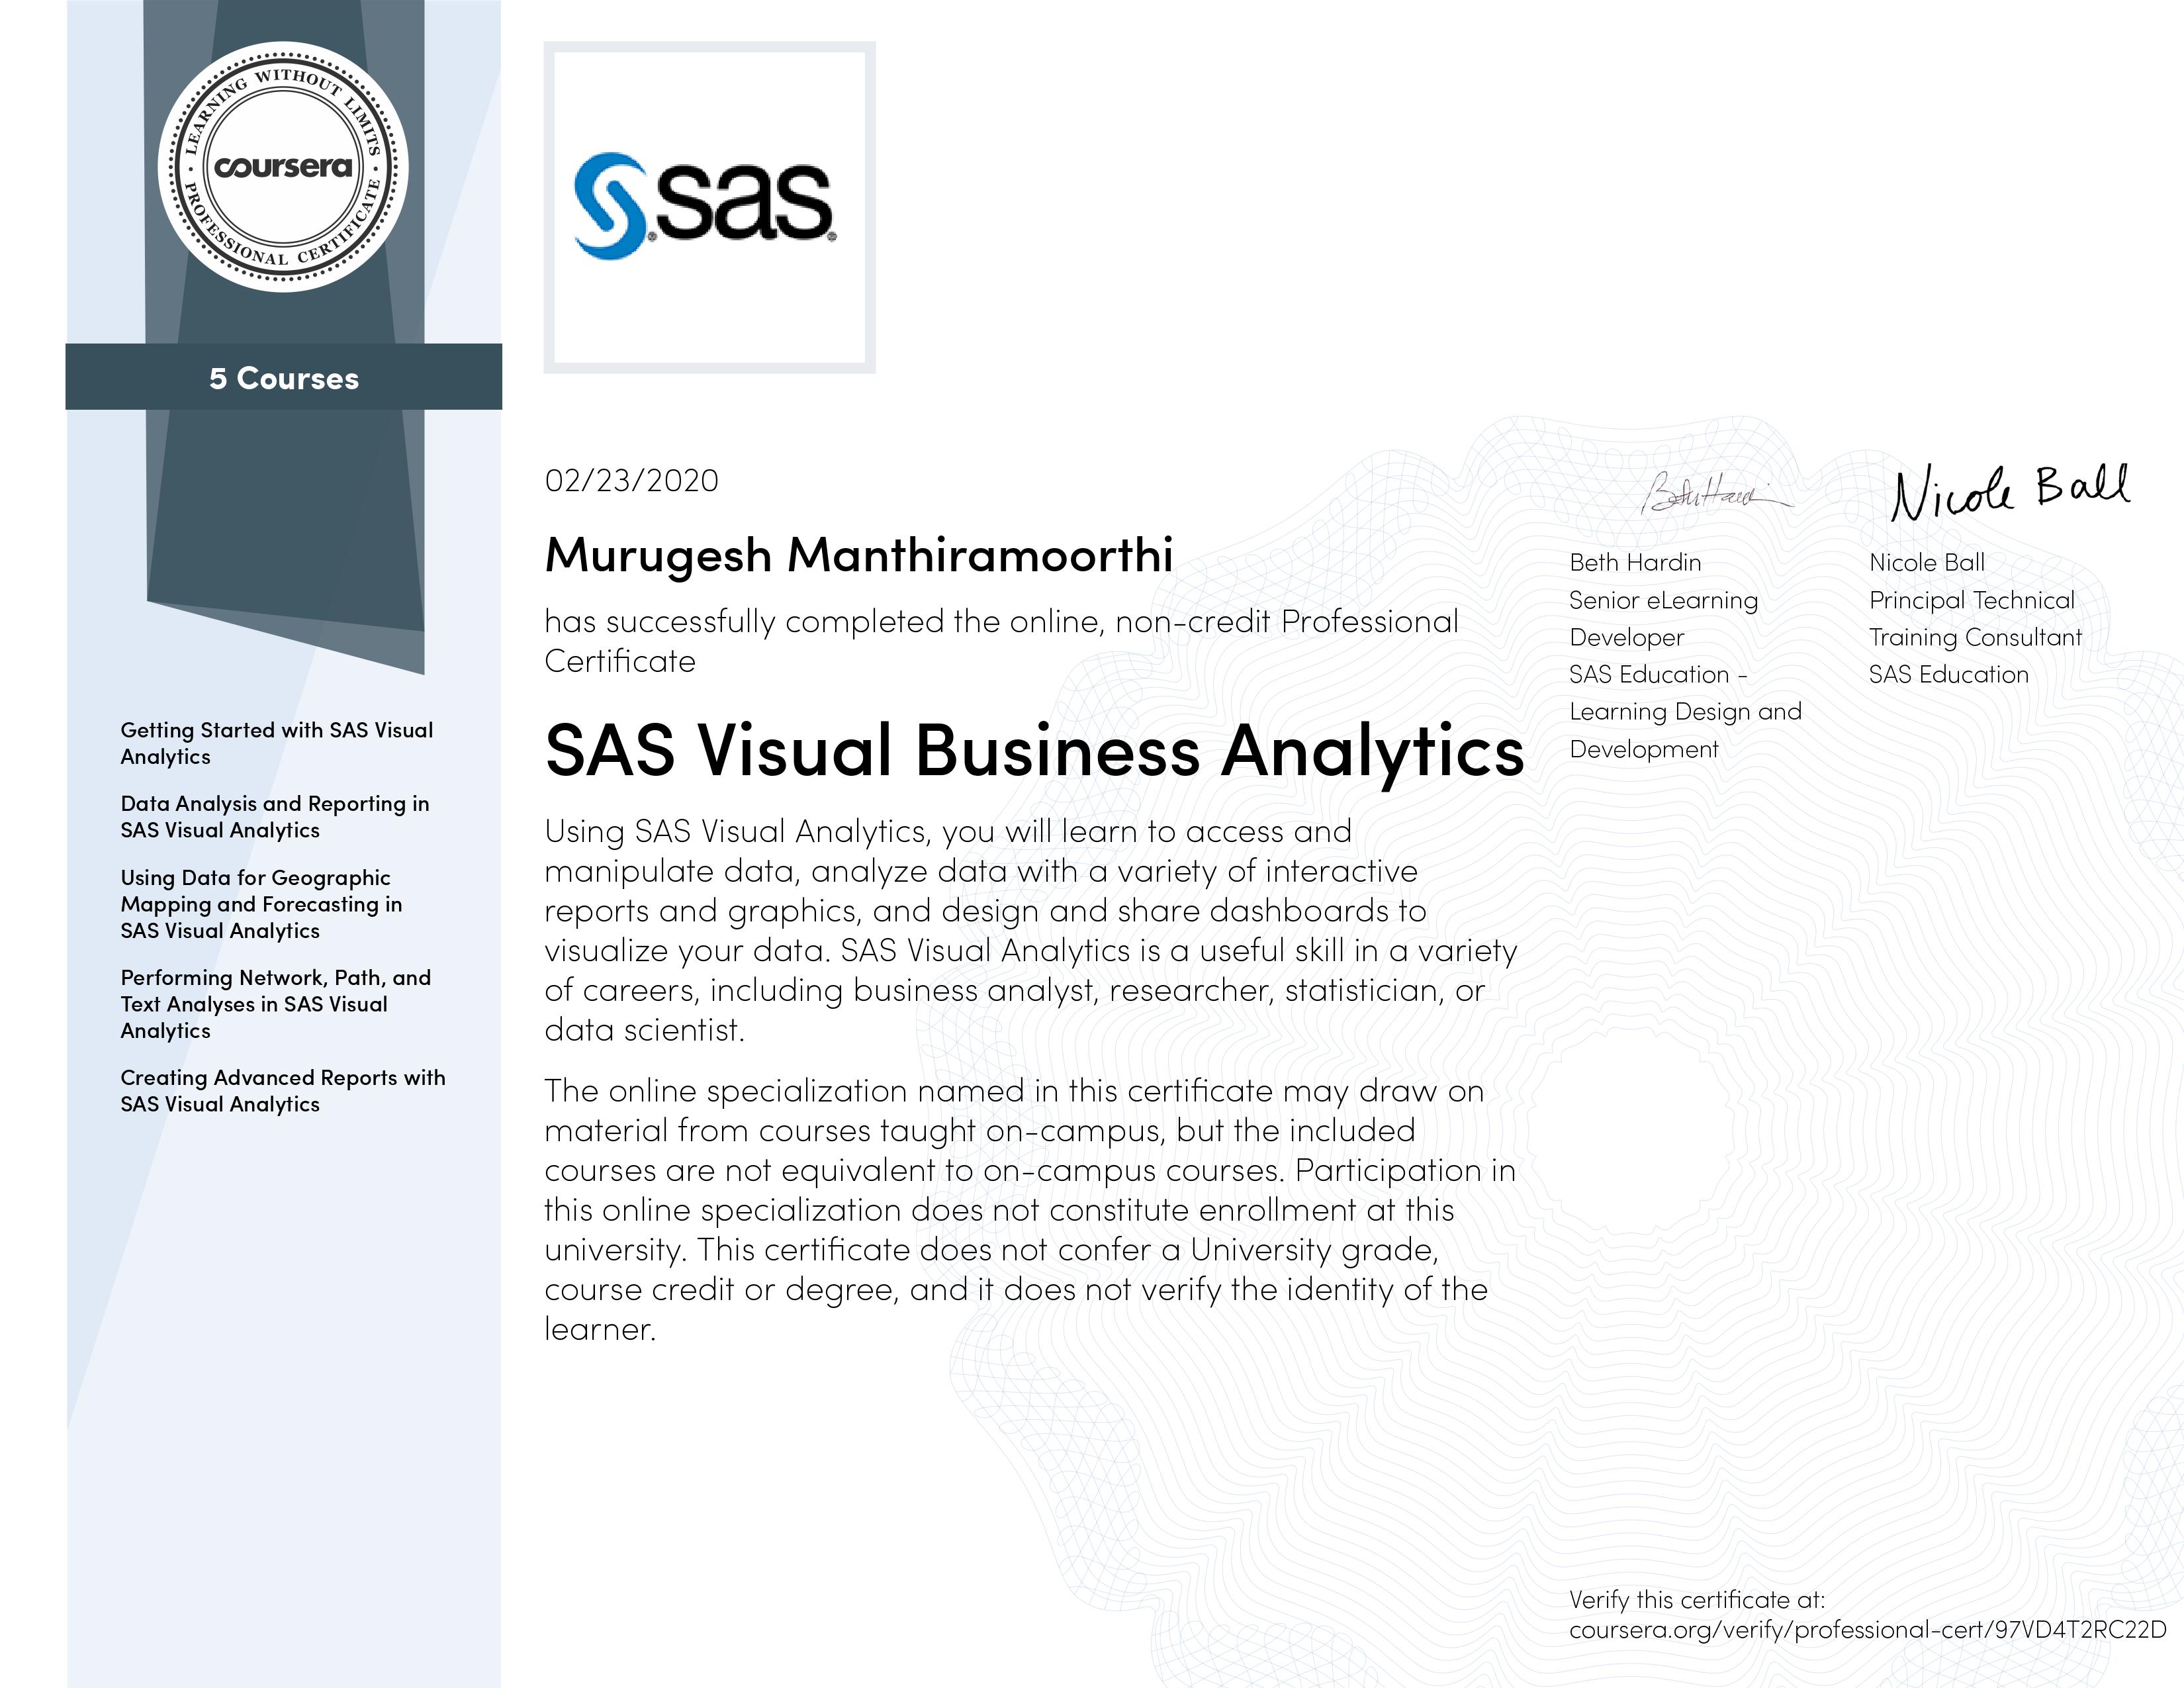 LEARNING WITHOUT LIMITS
coursera
PROFESSIONAL CERTIFICATE
5 Courses
Getting Started with SAS Visual
Analytics
Data Analysis and Reporting in
SAS Visual Analytics
Using Data for Geographic
Mapping and Forecasting in
SAS Visual Analytics
Performing Network, Path, and
Text Analyses in SAS Visual
Analytics
Creating Advanced Reports with
SAS Visual Analytics
sas
02/23/2020
Murugesh Manthiramoorthi
has successfully completed the online, non-credit Professional
Certificate
SAS Visual Business Analytics
Using SAS Visual Analytics, you will learn to access and
manipulate data, analyze data with a variety of interactive
reports and graphics, and design and share dashboards to
visualize your data. SAS Visual Analytics is a useful skill in a variety
of careers, including business analyst, researcher, statistician, or
data scientist.
The online specialization named in this certificate may draw on
material from courses taught on-campus, but the included
courses are not equivalent to on-campus courses. Participation in
this online specialization does not constitute enrollment at this
university. This certificate does not confer a University grade,
course credit or degree, and it does not verify the identity of the
learner.
Beth Hardin
Beth Hardin
Senior eLearning
Developer
SAS Education -
Learning Design and
Development
Nicole Ball
Nicole Ball
Principal Technical
Training Consultant
SAS Education
Verify this certificate at:
coursera.org/verify/professional-cert/97VD4T2RC22D